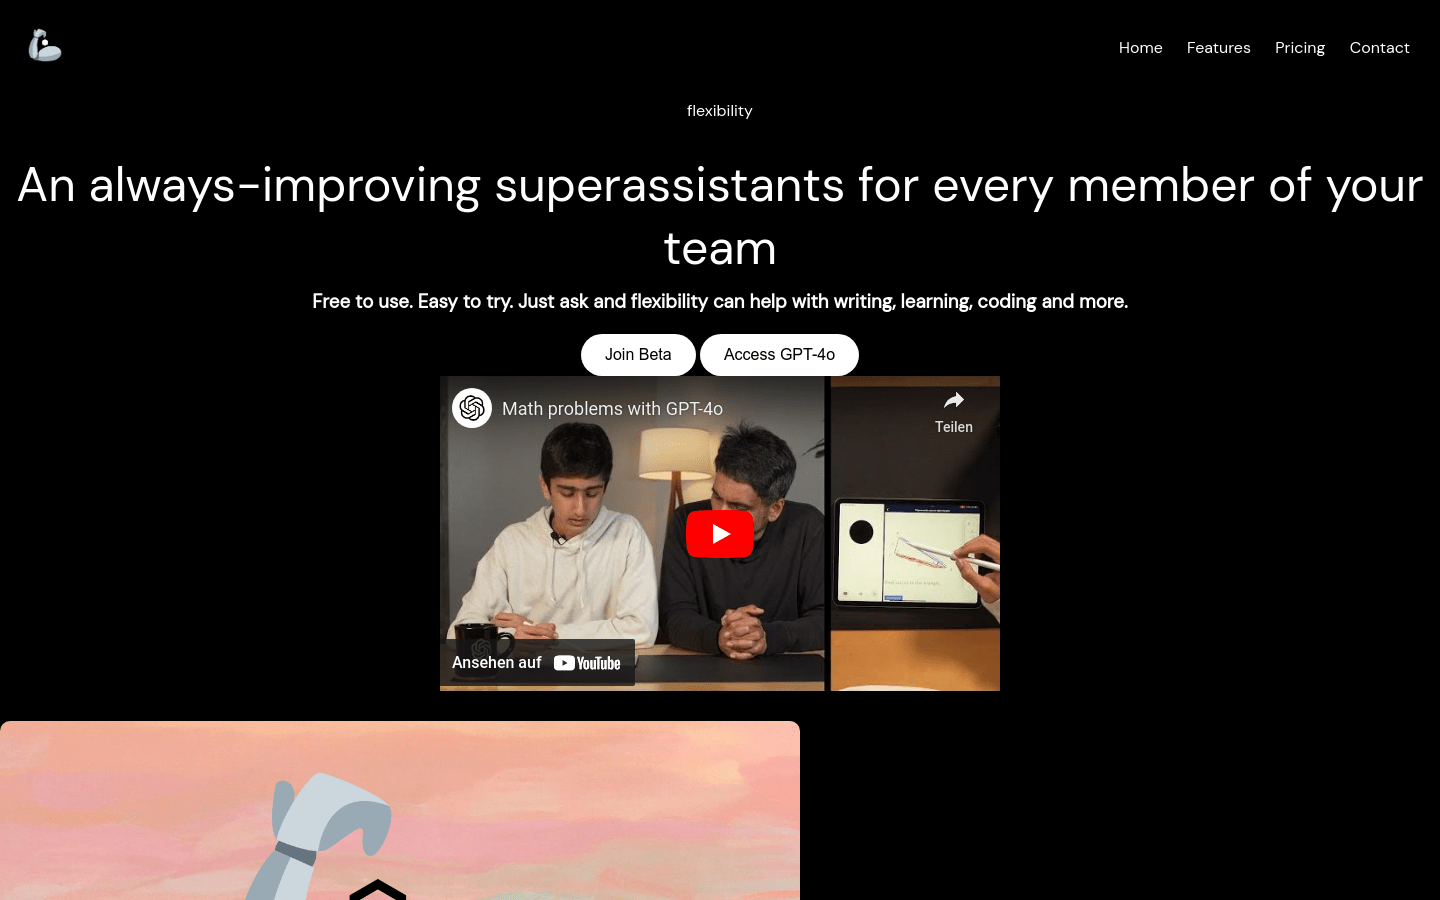 Home Features Pricing Contact
flexibility
An always-improving superassistants for every member of your
team
Free to use. Easy to try. Just ask and flexibility can help with writing, learning, coding and more.
Join Beta Access GPT-4o
Math problems with GPT-4o
Teilen
Ansehen auf YouTube